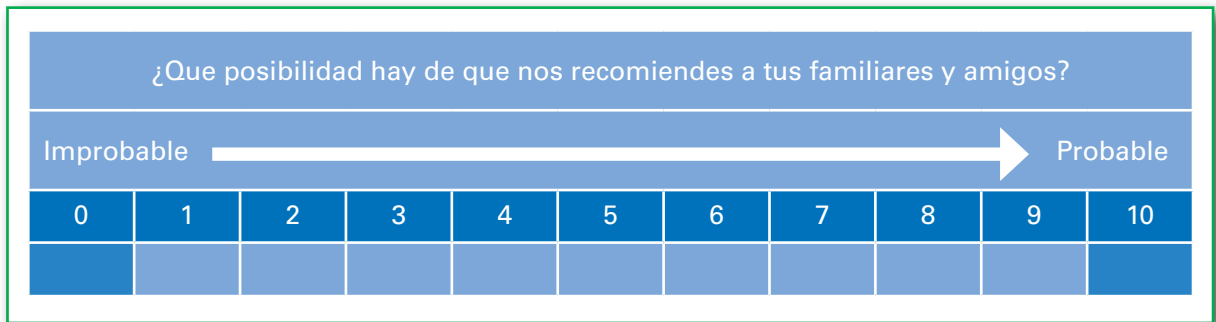 ¿Que posibilidad hay de que nos recomiendes a tus familiares y amigos?
Improbable Probable
0 1 2 3 4 5 6 7 8 9 10